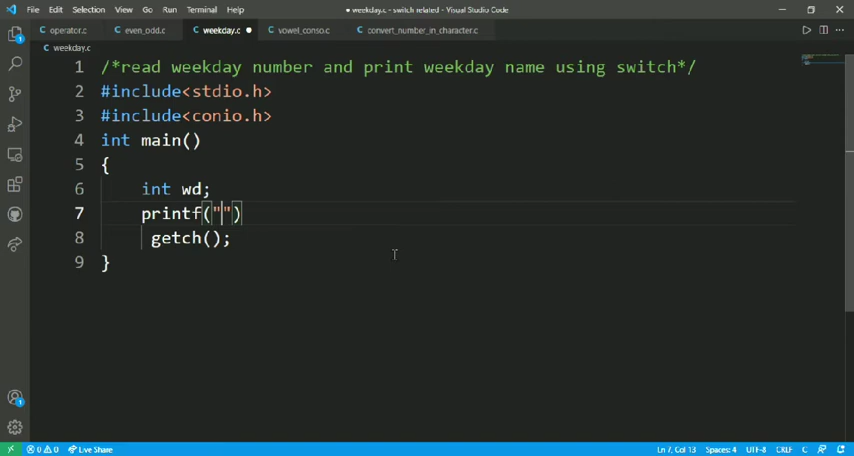 File Edit Selection View Go Run Terminal Help ● weekday.c - switch related - Visual Studio Code
C operator.c C even_odd.c C weekday.c ● C vowel_conso.c C convert_number_in_character.c
C weekday.c
1 /*read weekday number and print weekday name using switch*/
2 #include<stdio.h>
3 #include<conio.h>
4 int main()
5 {
6 int wd;
7 printf("")
8 getch();
9 }
1
1
0 0 Live Share Ln 7, Col 13 Spaces: 4 UTF-8 CRLF C